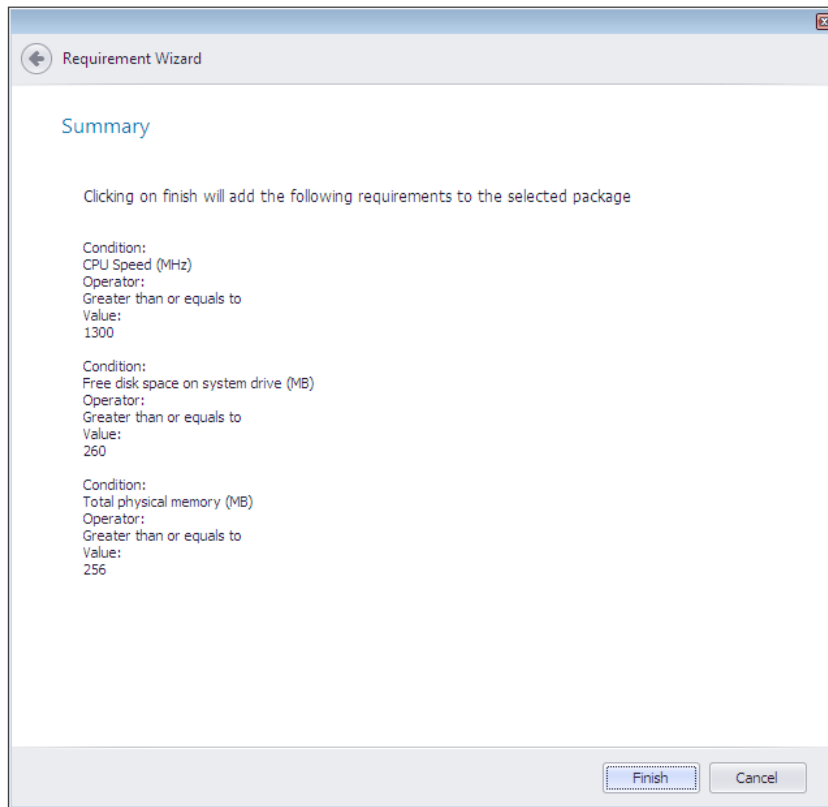 Requirement Wizard
Summary
Clicking on finish will add the following requirements to the selected package
Condition:
CPU Speed (MHz)
Operator:
Greater than or equals to
Value:
1300
Condition:
Free disk space on system drive (MB)
Operator:
Greater than or equals to
Value:
260
Condition:
Total physical memory (MB)
Operator:
Greater than or equals to
Value:
256
Finish Cancel